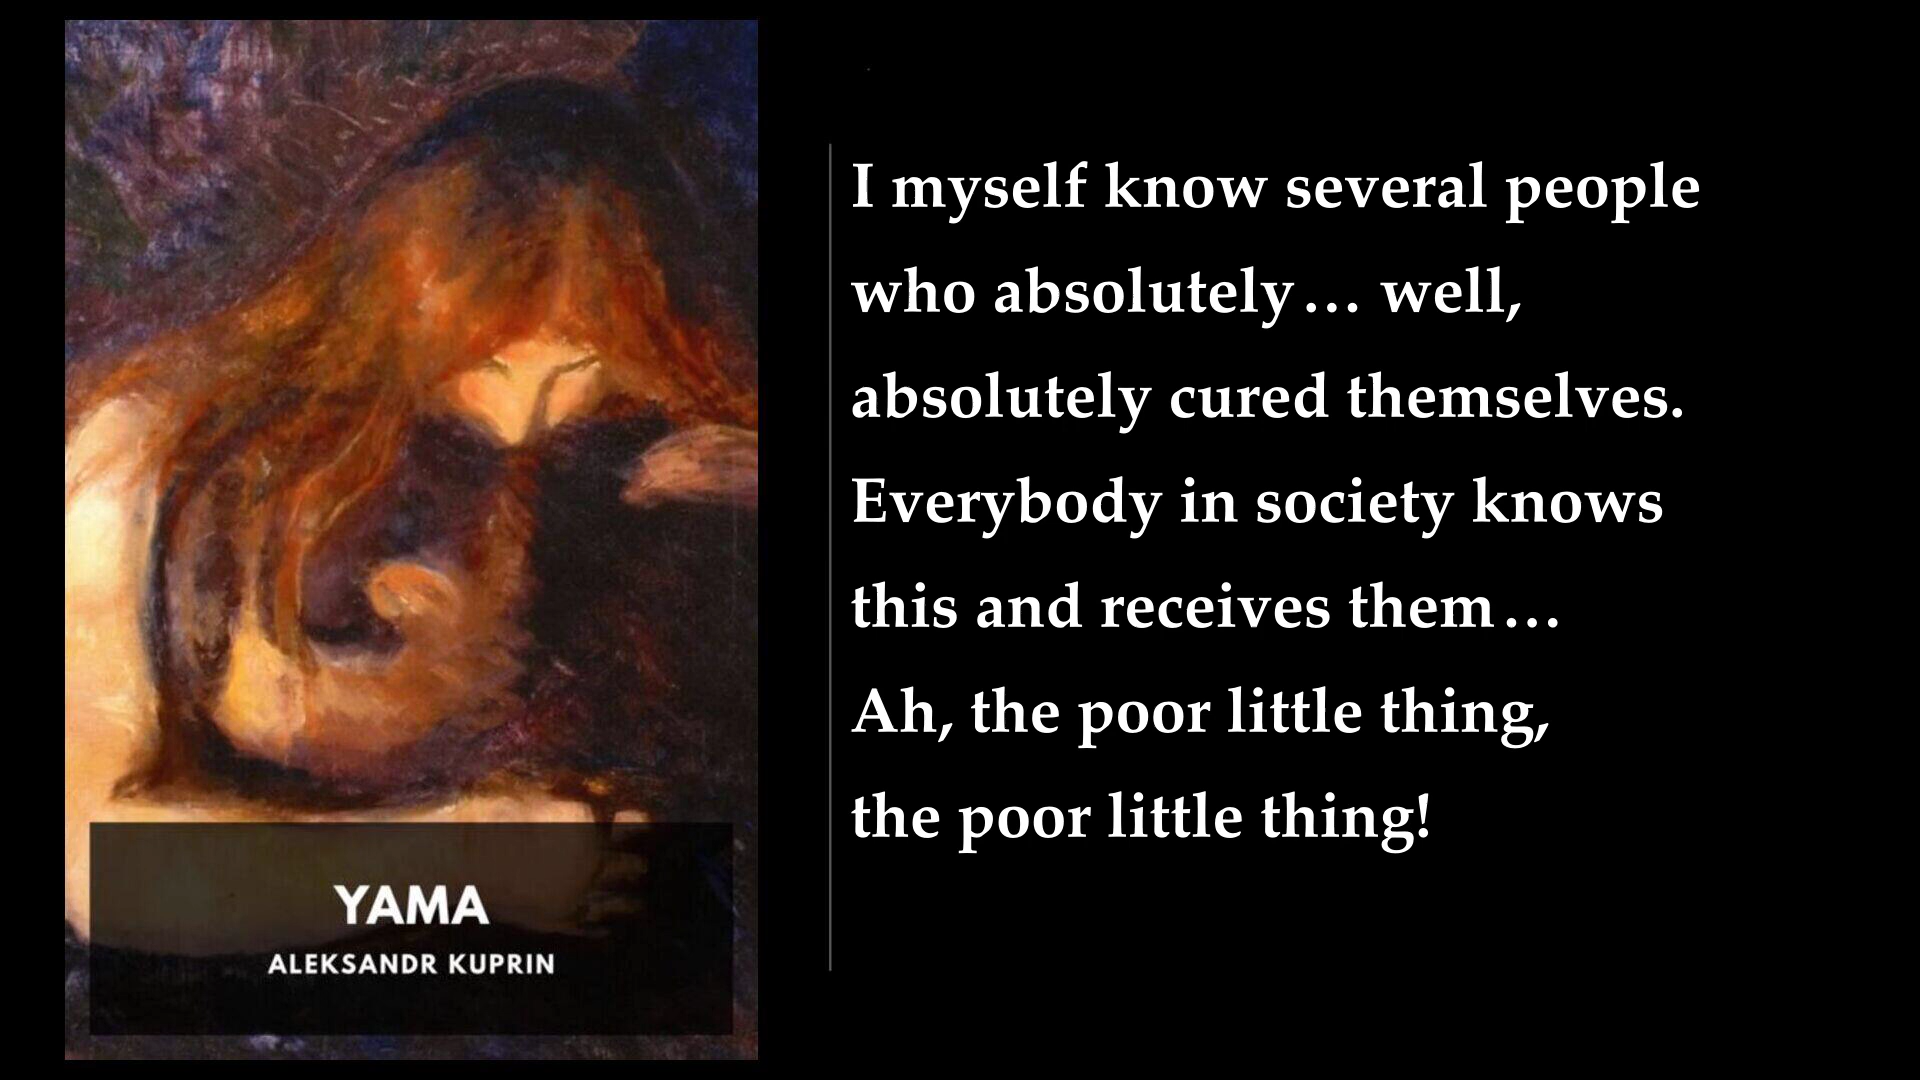 YAMA
ALEKSANDR KUPRIN
I myself know several people
who absolutely… well,
absolutely cured themselves.
Everybody in society knows
this and receives them…
Ah, the poor little thing,
the poor little thing!